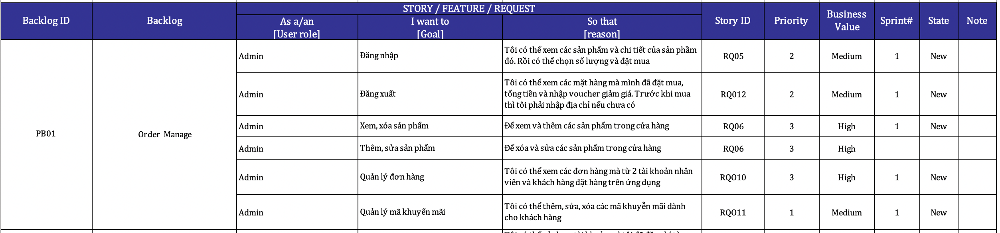 STORY / FEATURE / REQUEST
Backlog ID
Backlog
As a/an
[User role]
I want to
[Goal]
So that
[reason]
Story ID
Priority
Business
Value
Sprint#
State
Note
PB01
Order Manage
Admin
Đăng nhập
Tôi có thể xem các sản phẩm và chi tiết của sản phầm
đó. Rồi có thể chọn số lượng và đặt mua
RQ05
2
Medium
1
New
Admin
Đăng xuất
Tôi có thể xem các mặt hàng mà mình đã đặt mua,
tổng tiền và nhập voucher giảm giá. Trước khi mua
thì tôi phải nhập địa chỉ nếu chưa có
RQ012
2
Medium
1
New
Admin
Xem, xóa sản phẩm
Để xem và thêm các sản phẩm trong cửa hàng
RQ06
3
High
1
New
Admin
Thêm, sửa sản phẩm
Để xóa và sửa các sản phẩm trong cửa hàng
RQ06
3
High
Admin
Quản lý đơn hàng
Tôi có thể xem các đơn hàng mà từ 2 tài khoản nhân
viên và khách hàng đặt hàng trên ứng dụng
RQO10
3
High
1
New
Admin
Quản lý mã khuyến mãi
Tôi có thể thêm, sửa, xóa các mã khuyễn mãi dành
cho khách hàng
RQO11
1
Medium
1
New